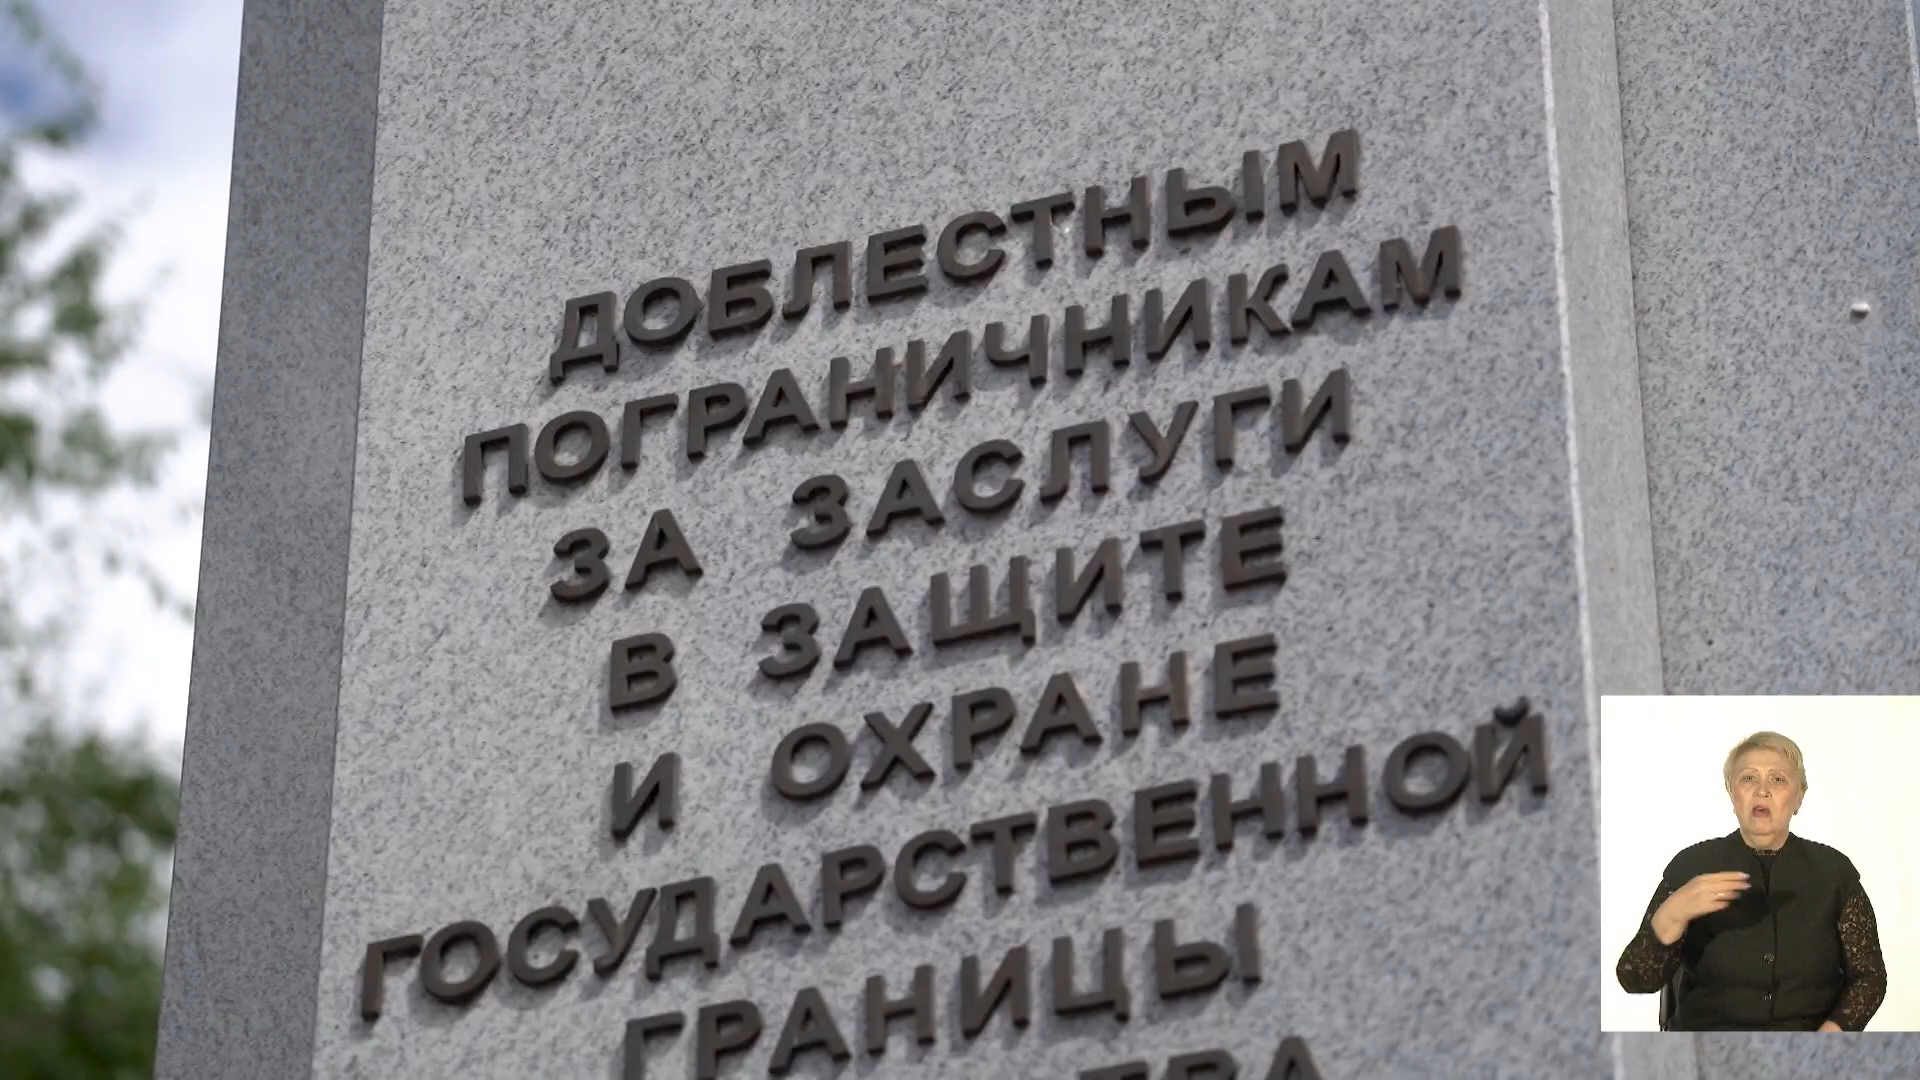 ДОБЛЕСТНЫМ
ПОГРАНИЧНИКАМ
ЗА ЗАСЛУГИ
В ЗАЩИТЕ
И ОХРАНЕ
ГОСУДАРСТВЕННОЙ
ГРАНИЦЫ